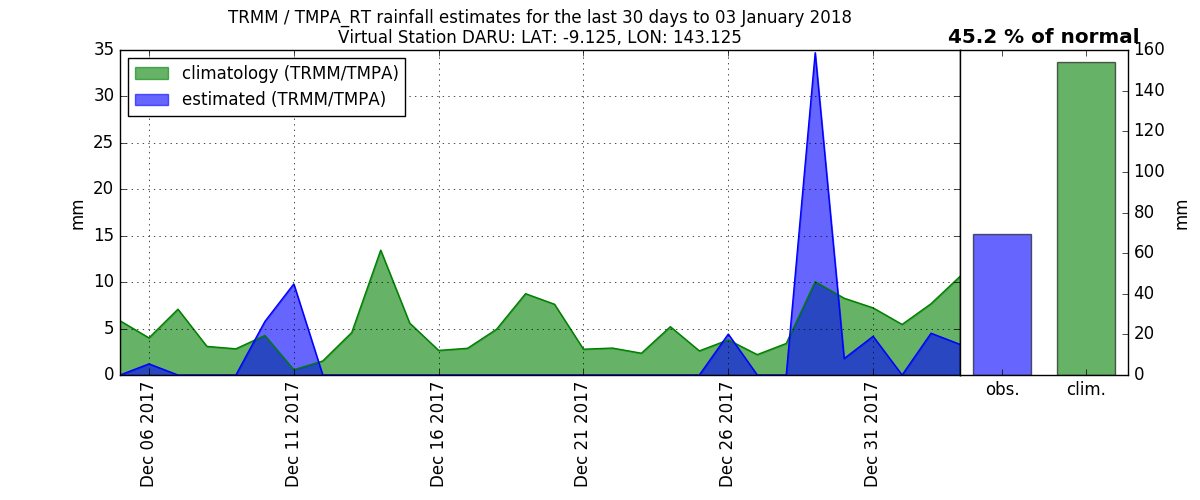 TRMM / TMPA_RT rainfall estimates for the last 30 days to 03 January 2018
Virtual Station DARU: LAT: -9.125, LON: 143.125
45.2 % of normal
climatology (TRMM/TMPA)
estimated (TRMM/TMPA)
35
30
25
20
15
10
5
0
mm
Dec 06 2017
Dec 11 2017
Dec 16 2017
Dec 21 2017
Dec 26 2017
Dec 31 2017
160
140
120
100
80
60
40
20
0
mm
obs.
clim.